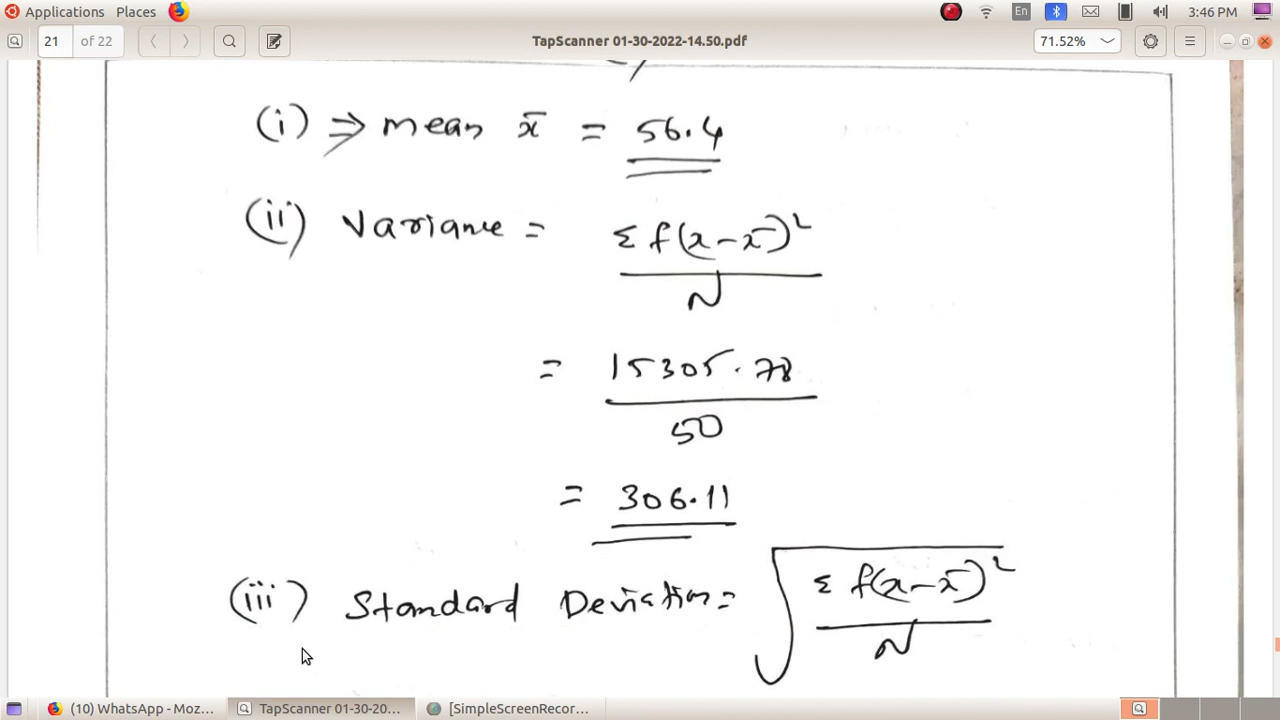 Applications Places En 3:46 PM
21 of 22 TapScanner 01-30-2022-14.50.pdf 71.52%
(i) ⇒ mean x̄ = 56.4
(ii) Variance = Σ f(x-x̄)²
N
= 15305.78
50
= 306.11
(iii) Standard Deviation = √ Σ f(x-x̄)²
N
(10) WhatsApp - Moz... TapScanner 01-30-20... [SimpleScreenRecor...